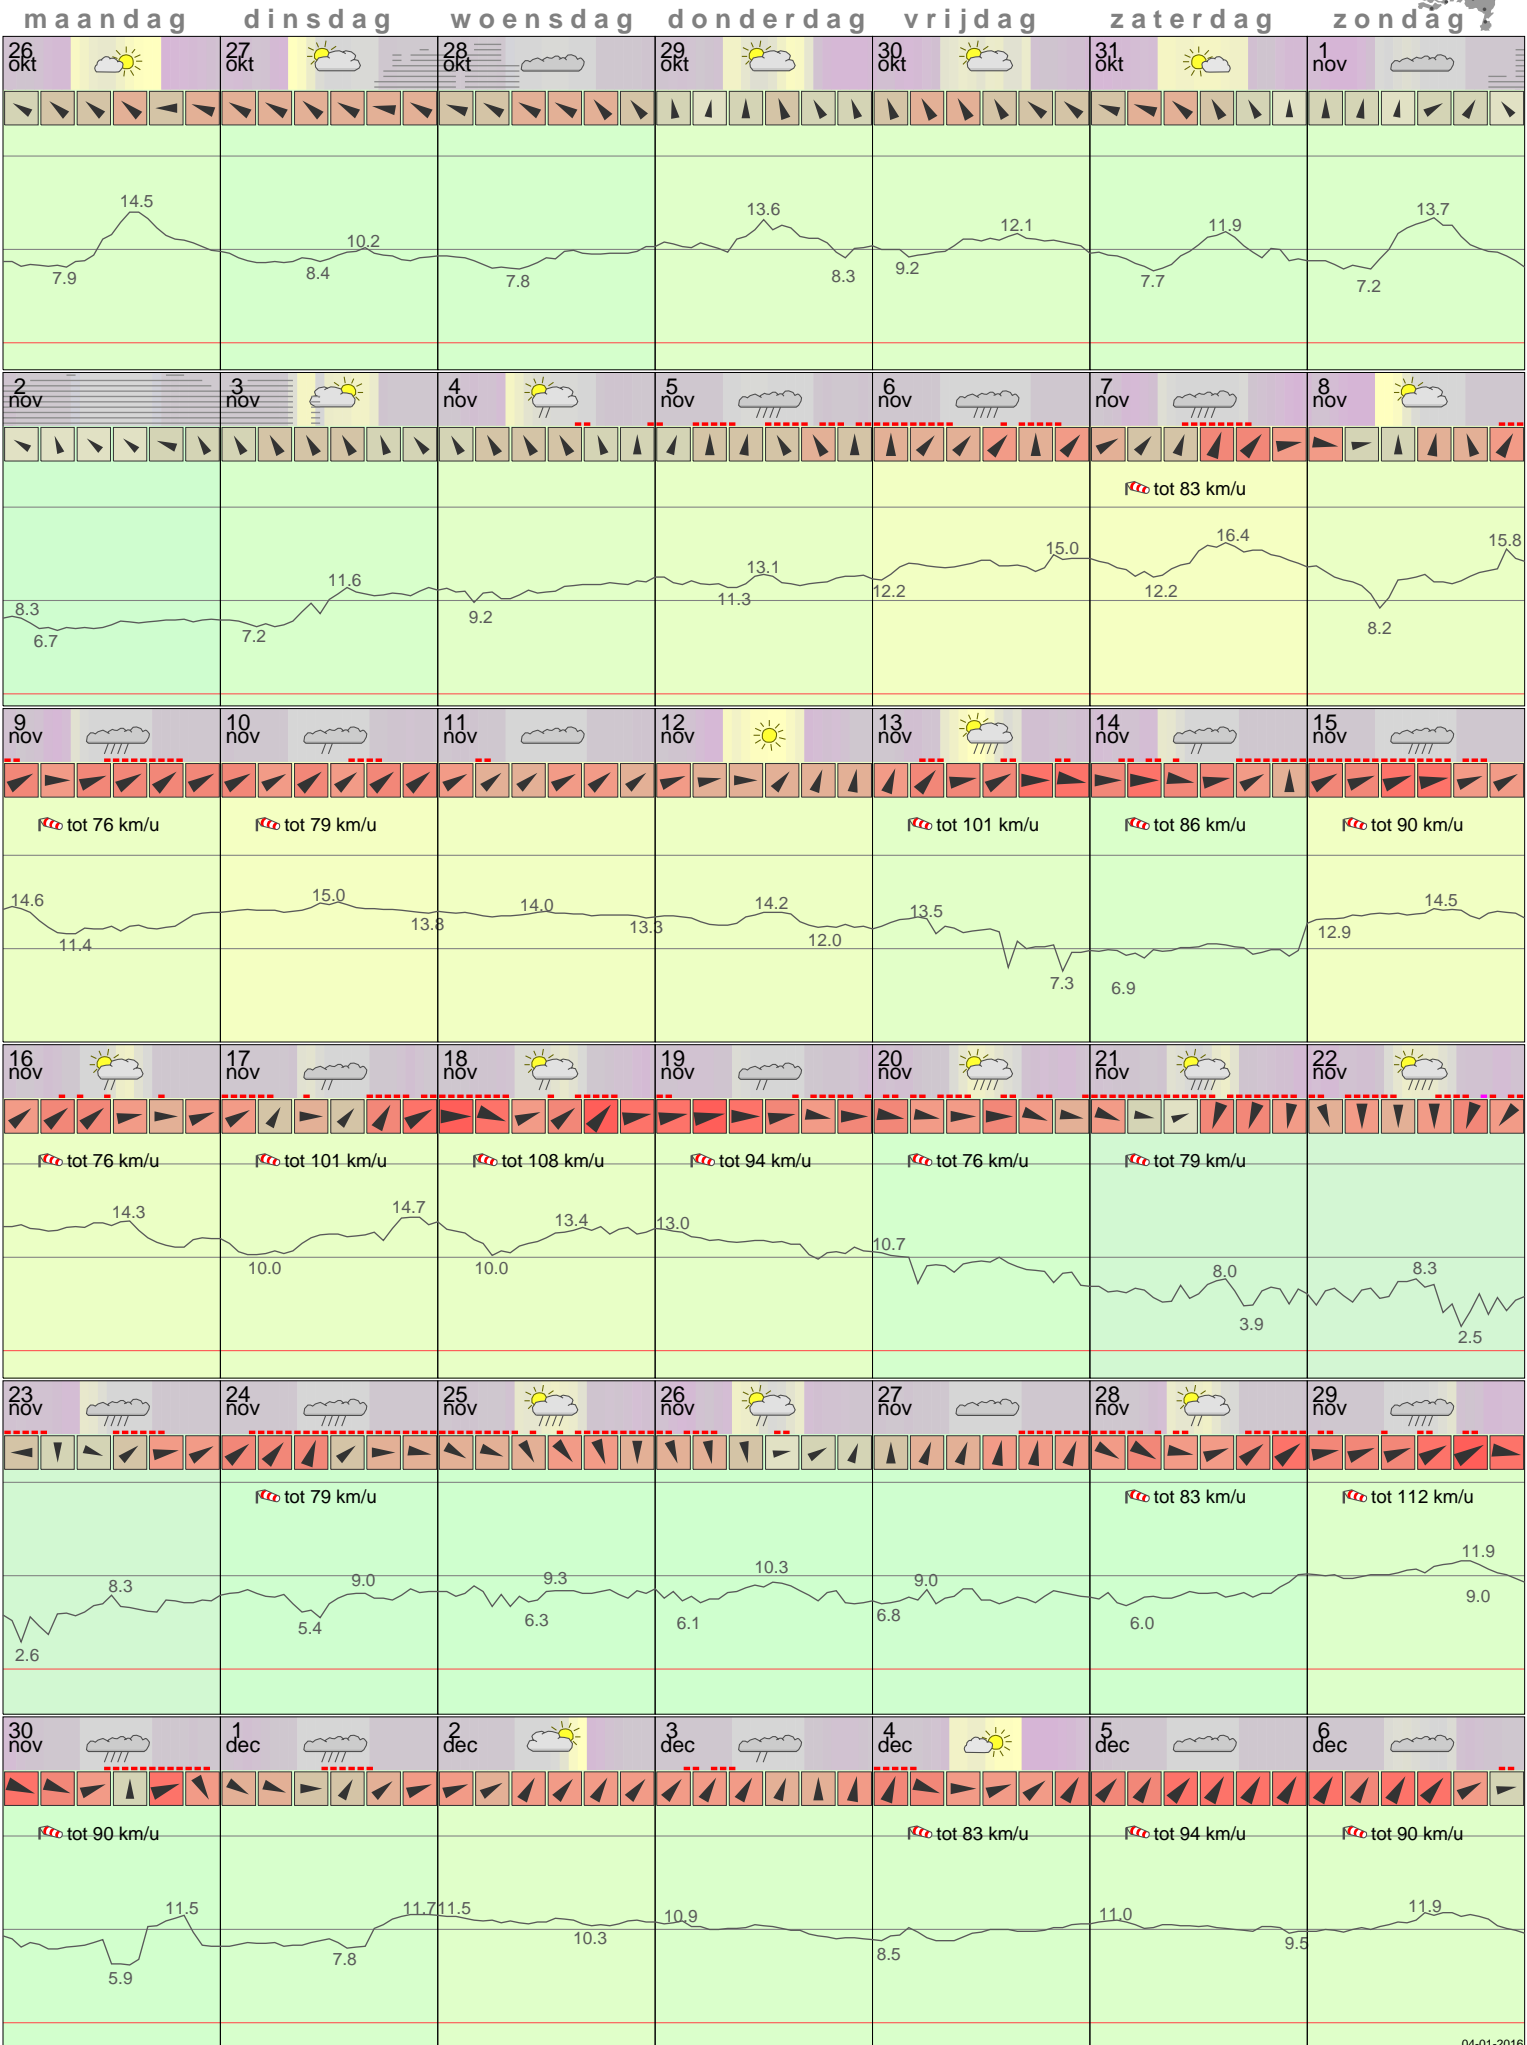 maandag dinsdag woensdag donderdag vrijdag zaterdag zondag
26 27 28 29 30 31 1
okt okt okt okt okt okt nov
14.5 7.9 10.2 8.4 7.8 13.6 8.3 12.1 9.2 11.9 7.7 13.7 7.2
2 3 4 5 6 7 8
nov nov nov nov nov nov nov
tot 83 km/u
8.3 6.7 11.6 7.2 9.2 13.1 11.3 15.0 12.2 16.4 12.2 15.8 8.2
9 10 11 12 13 14 15
nov nov nov nov nov nov nov
tot 76 km/u tot 79 km/u tot 101 km/u tot 86 km/u tot 90 km/u
14.6 11.4 15.0 13.8 14.0 13.3 14.2 12.0 13.5 7.3 6.9 14.5 12.9
16 17 18 19 20 21 22
nov nov nov nov nov nov nov
tot 76 km/u tot 101 km/u tot 108 km/u tot 94 km/u tot 76 km/u tot 79 km/u
14.3 10.0 14.7 10.0 13.4 13.0 10.7 8.0 3.9 8.3 2.5
23 24 25 26 27 28 29
nov nov nov nov nov nov nov
tot 79 km/u tot 83 km/u tot 112 km/u
8.3 2.6 9.0 5.4 9.3 6.3 10.3 6.1 9.0 6.8 6.0 11.9 9.0
30 1 2 3 4 5 6
nov dec dec dec dec dec dec
tot 90 km/u tot 83 km/u tot 94 km/u tot 90 km/u
11.5 5.9 11.7 7.8 11.5 10.3 10.9 8.5 11.0 9.5 11.9
04-01-2016